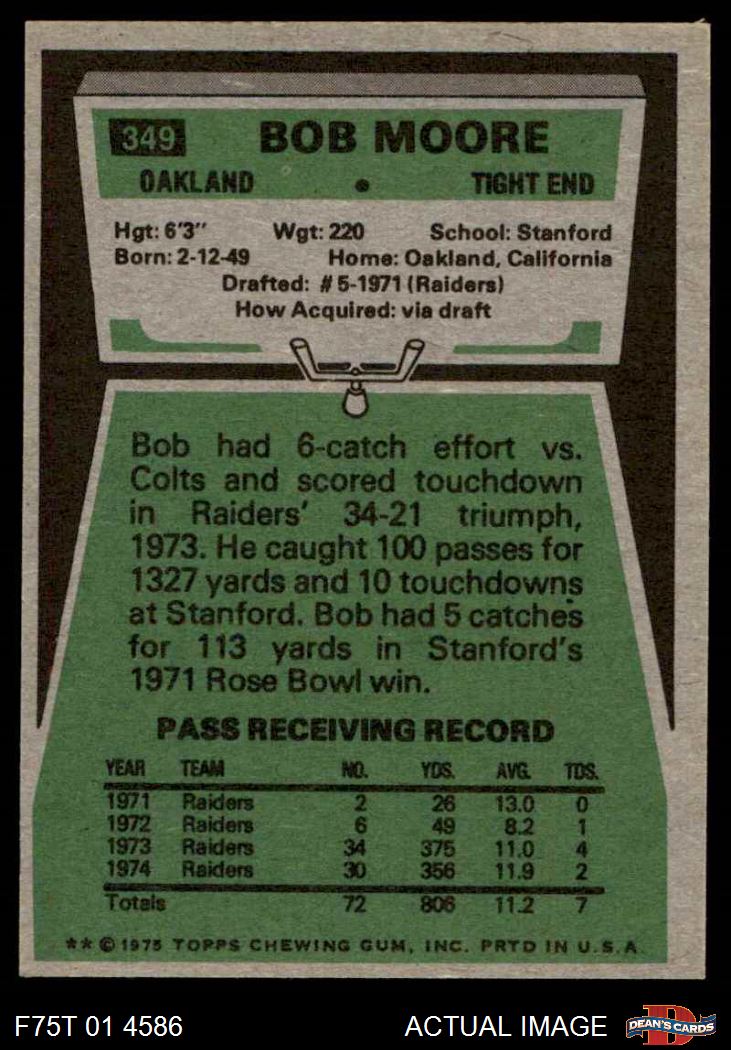 349 BOB MOORE
OAKLAND • TIGHT END
Hgt: 6'3" Wgt: 220 School: Stanford
Born: 2-12-49 Home: Oakland, California
Drafted: #5-1971 (Raiders)
How Acquired: via draft
Bob had 6-catch effort vs.
Colts and scored touchdown
in Raiders' 34-21 triumph,
1973. He caught 100 passes for
1327 yards and 10 touchdowns
at Stanford. Bob had 5 catches
for 113 yards in Stanford's
1971 Rose Bowl win.
PASS RECEIVING RECORD
YEAR TEAM NO. YDS. AVG. TDS.
1971 Raiders 2 26 13.0 0
1972 Raiders 6 49 8.2 1
1973 Raiders 34 375 11.0 4
1974 Raiders 30 356 11.9 2
Totals 72 806 11.2 7
** © 1975 TOPPS CHEWING GUM, INC. PRTD IN U.S.A.
F75T 01 4586 ACTUAL IMAGE D DEAN'S CARDS